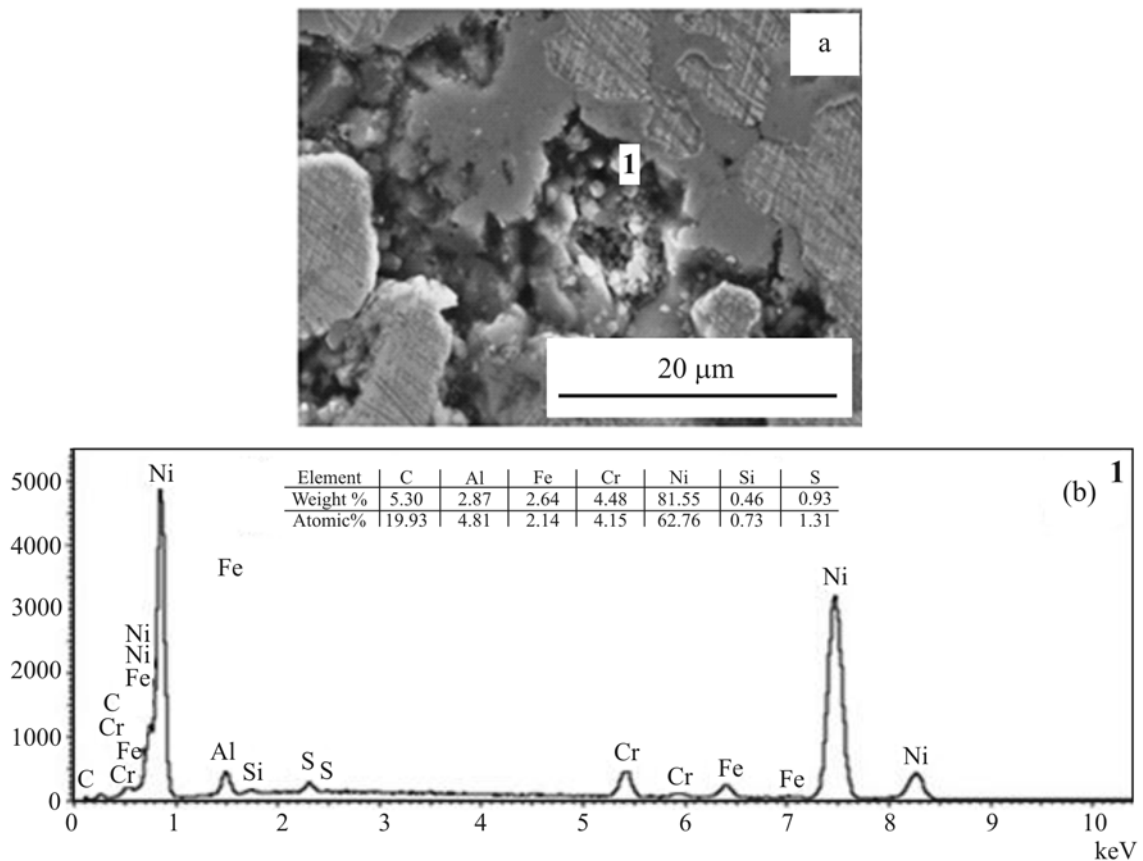 a
1
20 μm
1
(b)
Element C Al Fe Cr Ni Si S
Weight % 5.30 2.87 2.64 4.48 81.55 0.46 0.93
Atomic% 19.93 4.81 2.14 4.15 62.76 0.73 1.31
5000
4000
3000
2000
1000
0
Ni
Fe
Ni
Ni
Ni
Fe
C
Cr
Fe
C
Cr
Al
Si
S
S
Cr
Cr
Fe
Fe
Ni
0 1 2 3 4 5 6 7 8 9 10
keV